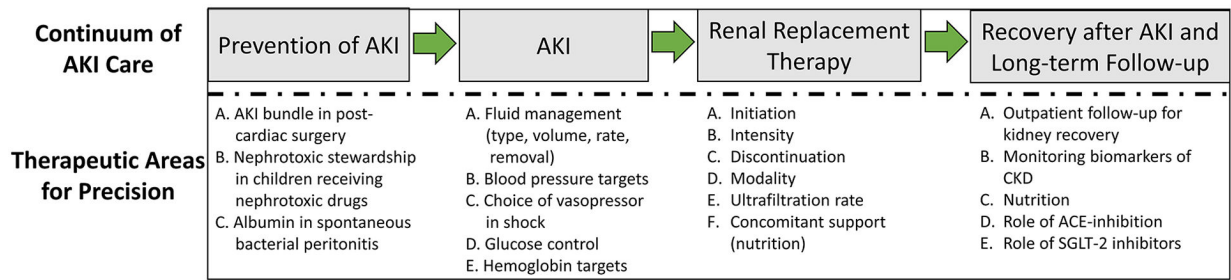 Continuum of
AKI Care
Prevention of AKI
AKI
Renal Replacement
Therapy
Recovery after AKI and
Long-term Follow-up
Therapeutic Areas
for Precision
A. AKI bundle in post-
cardiac surgery
B. Nephrotoxic stewardship
in children receiving
nephrotoxic drugs
C. Albumin in spontaneous
bacterial peritonitis
A. Fluid management
(type, volume, rate,
removal)
B. Blood pressure targets
C. Choice of vasopressor
in shock
D. Glucose control
E. Hemoglobin targets
A. Initiation
B. Intensity
C. Discontinuation
D. Modality
E. Ultrafiltration rate
F. Concomitant support
(nutrition)
A. Outpatient follow-up for
kidney recovery
B. Monitoring biomarkers of
CKD
C. Nutrition
D. Role of ACE-inhibition
E. Role of SGLT-2 inhibitors